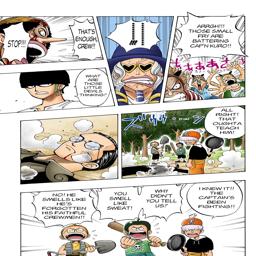 ARRGH!!!
THOSE SMALL
FRY ARE
BATTERING
CAP'N KURO!!
!!!
THAT'S
ENOUGH,
CREW!!
STOP!!!
WHAT ARE
THOSE
LITTLE
DEVILS
THINKING?
ALL
RIGHT!
THAT
OUGHTA
TEACH
HIM!
I KNEW IT!!
THE
CAPTAIN'S
BEEN
FIGHTING!!
WHY
DIDN'T
YOU TELL
US?
YOU
SMELL
LIKE
SWEAT!
NO! HE
SMELLS LIKE
HE'S
FORGOTTEN
HIS FAITHFUL
CREWMEN!!